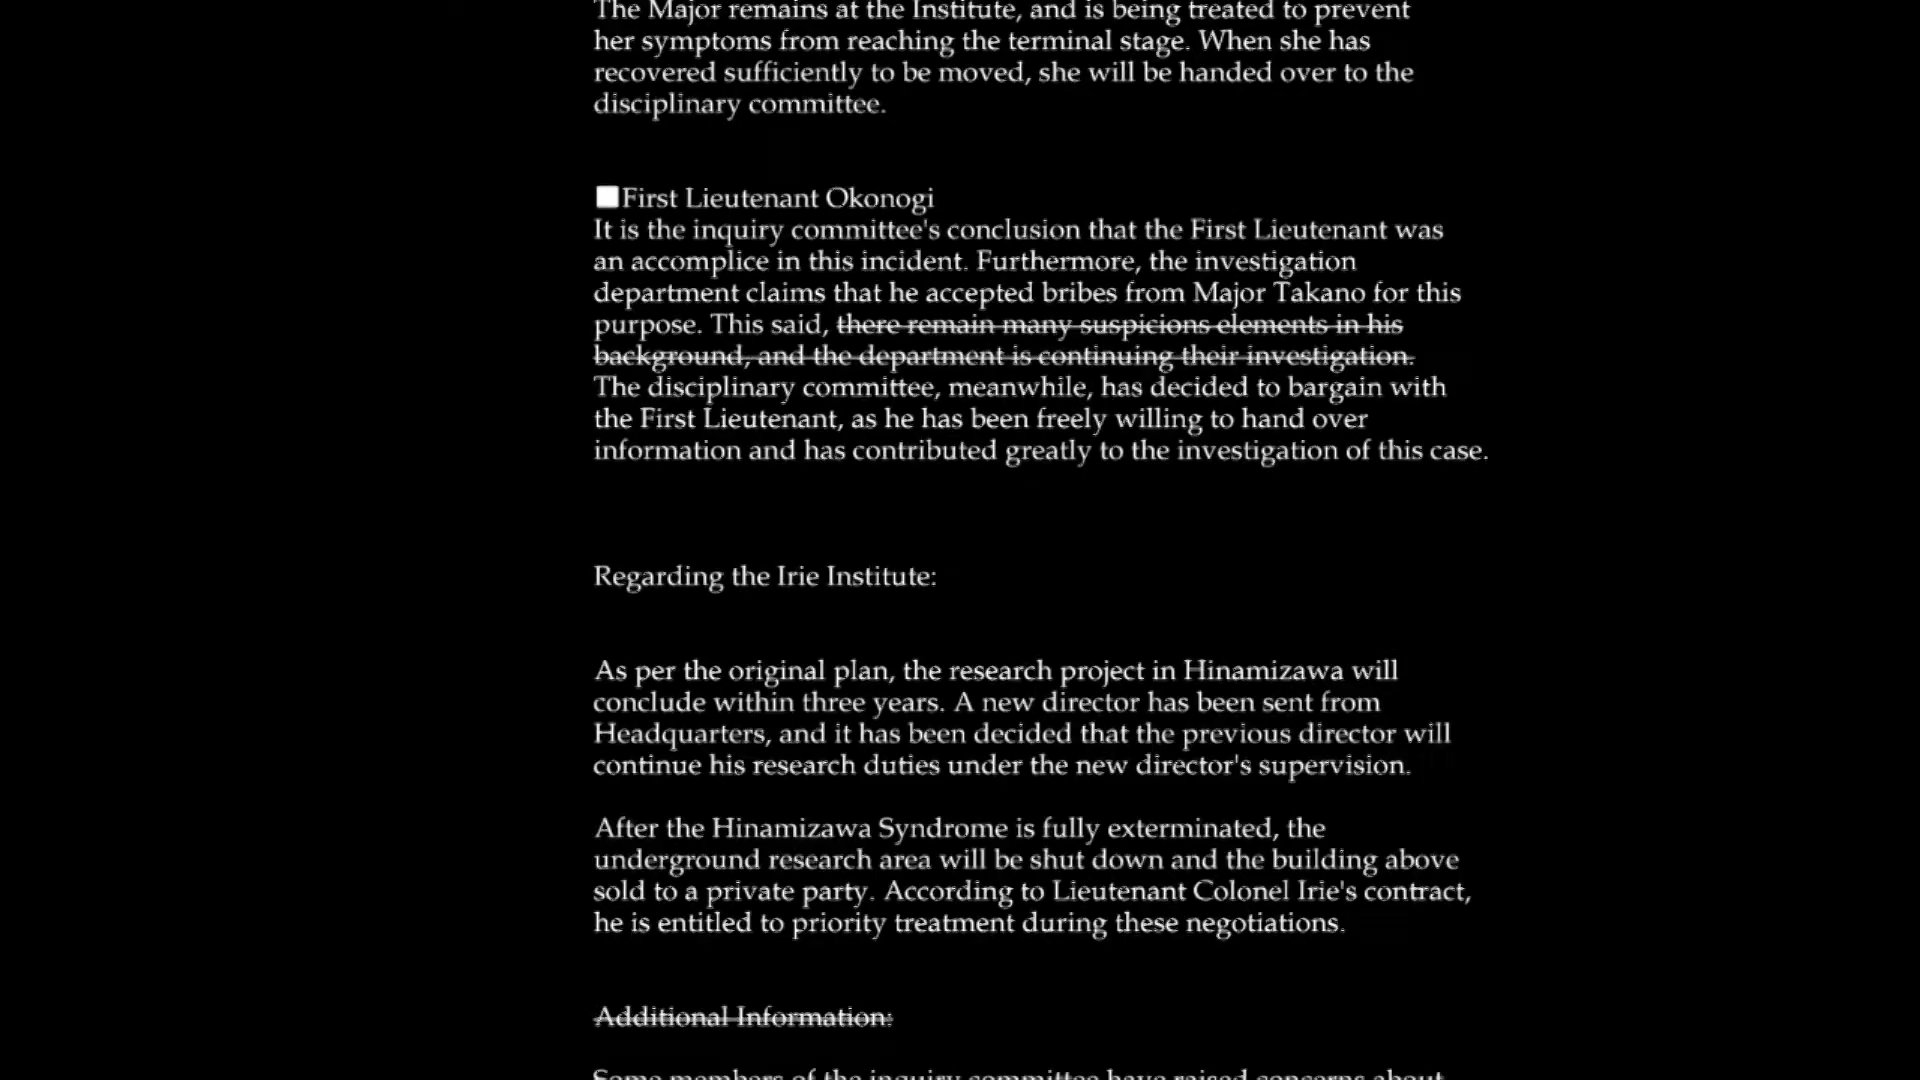 The Major remains at the Institute, and is being treated to prevent
her symptoms from reaching the terminal stage. When she has
recovered sufficiently to be moved, she will be handed over to the
disciplinary committee.
■First Lieutenant Okonogi
It is the inquiry committee's conclusion that the First Lieutenant was
an accomplice in this incident. Furthermore, the investigation
department claims that he accepted bribes from Major Takano for this
purpose. This said, there remain many suspicions elements in his
background, and the department is continuing their investigation.
The disciplinary committee, meanwhile, has decided to bargain with
the First Lieutenant, as he has been freely willing to hand over
information and has contributed greatly to the investigation of this case.
Regarding the Irie Institute:
As per the original plan, the research project in Hinamizawa will
conclude within three years. A new director has been sent from
Headquarters, and it has been decided that the previous director will
continue his research duties under the new director's supervision.
After the Hinamizawa Syndrome is fully exterminated, the
underground research area will be shut down and the building above
sold to a private party. According to Lieutenant Colonel Irie's contract,
he is entitled to priority treatment during these negotiations.
Additional Information:
Some members of the inquiry committee have raised concerns about